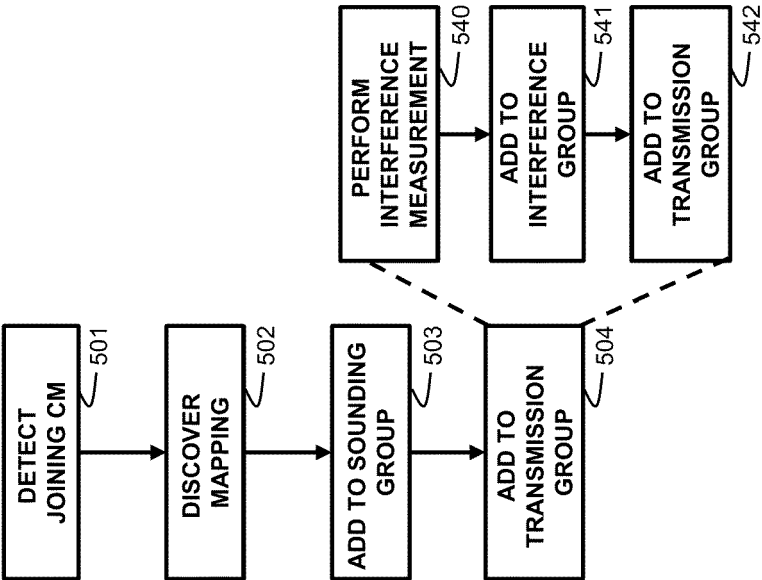 DETECT
JOINING CM
501
DISCOVER
MAPPING
502
ADD TO SOUNDING
GROUP
503
ADD TO
TRANSMISSION
GROUP
504
PERFORM
INTERFERENCE
MEASUREMENT
540
ADD TO
INTERFERENCE
GROUP
541
ADD TO
TRANSMISSION
GROUP
542